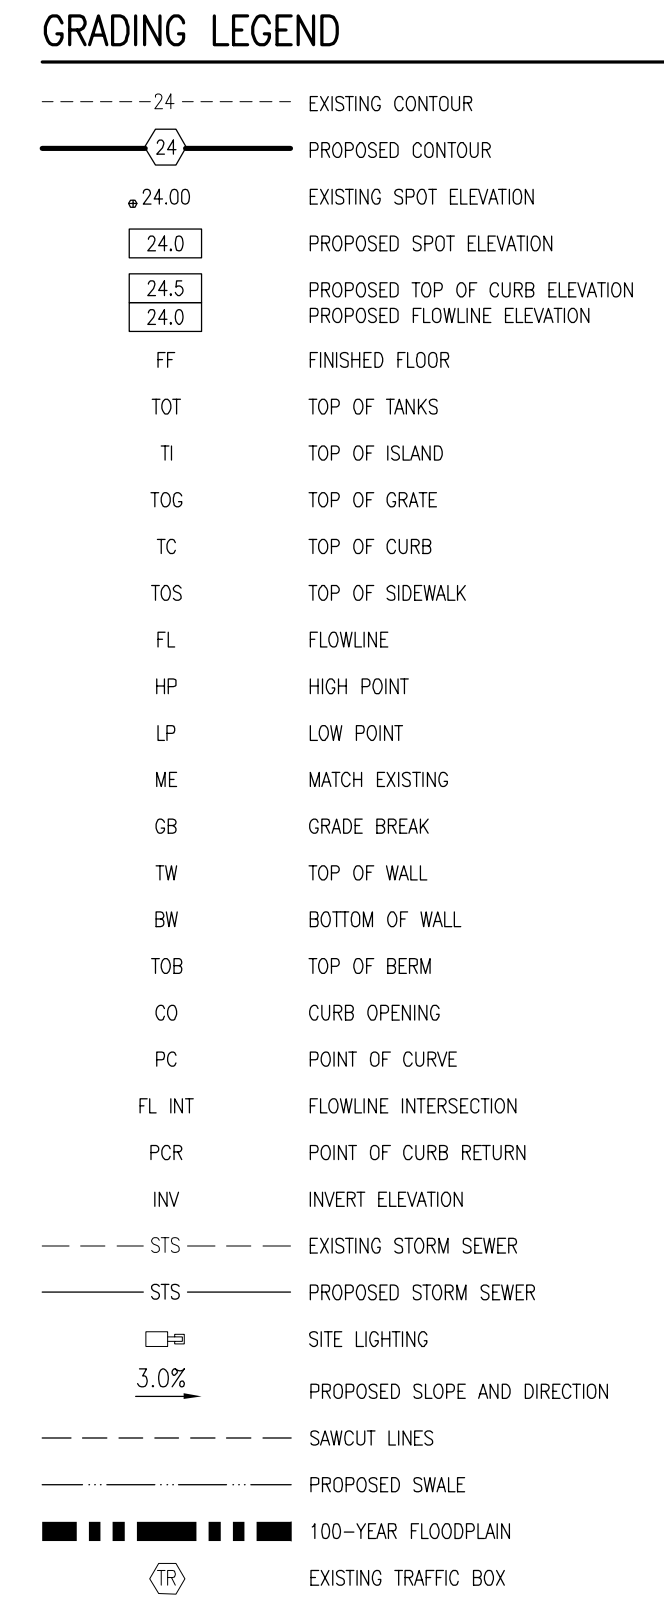 GRADING LEGEND
24 EXISTING CONTOUR
24 PROPOSED CONTOUR
24.00 EXISTING SPOT ELEVATION
24.0 PROPOSED SPOT ELEVATION
24.5 PROPOSED TOP OF CURB ELEVATION
24.0 PROPOSED FLOWLINE ELEVATION
FF FINISHED FLOOR
TOT TOP OF TANKS
TI TOP OF ISLAND
TOG TOP OF GRATE
TC TOP OF CURB
TOS TOP OF SIDEWALK
FL FLOWLINE
HP HIGH POINT
LP LOW POINT
ME MATCH EXISTING
GB GRADE BREAK
TW TOP OF WALL
BW BOTTOM OF WALL
TOB TOP OF BERM
CO CURB OPENING
PC POINT OF CURVE
FL INT FLOWLINE INTERSECTION
PCR POINT OF CURB RETURN
INV INVERT ELEVATION
STS EXISTING STORM SEWER
STS PROPOSED STORM SEWER
SITE LIGHTING
3.0% PROPOSED SLOPE AND DIRECTION
SAWCUT LINES
PROPOSED SWALE
100-YEAR FLOODPLAIN
TR EXISTING TRAFFIC BOX